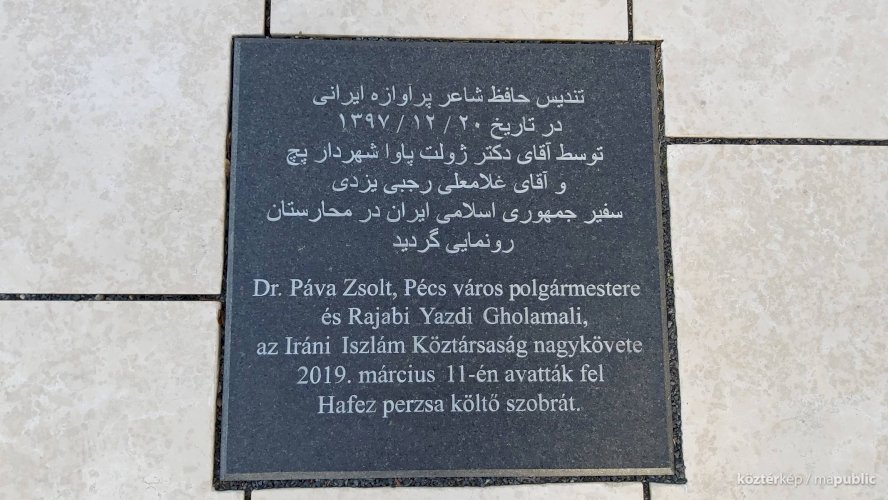 تندیس حافظ شاعر پرآوازه ایرانی
در تاریخ ۲۰ / ۱۲ / ۱۳۹۷
توسط آقای دکتر ژولت پاوا شهردار پچ
و آقای غلامعلی رجبی یزدی
سفیر جمهوری اسلامی ایران در مجارستان
رونمایی گردید
Dr. Páva Zsolt, Pécs város polgármestere
és Rajabi Yazdi Gholamali,
az Iráni Iszlám Köztársaság nagykövete
2019. március 11-én avatták fel
Hafez perzsa költő szobrát.
köztérkép / mapublic